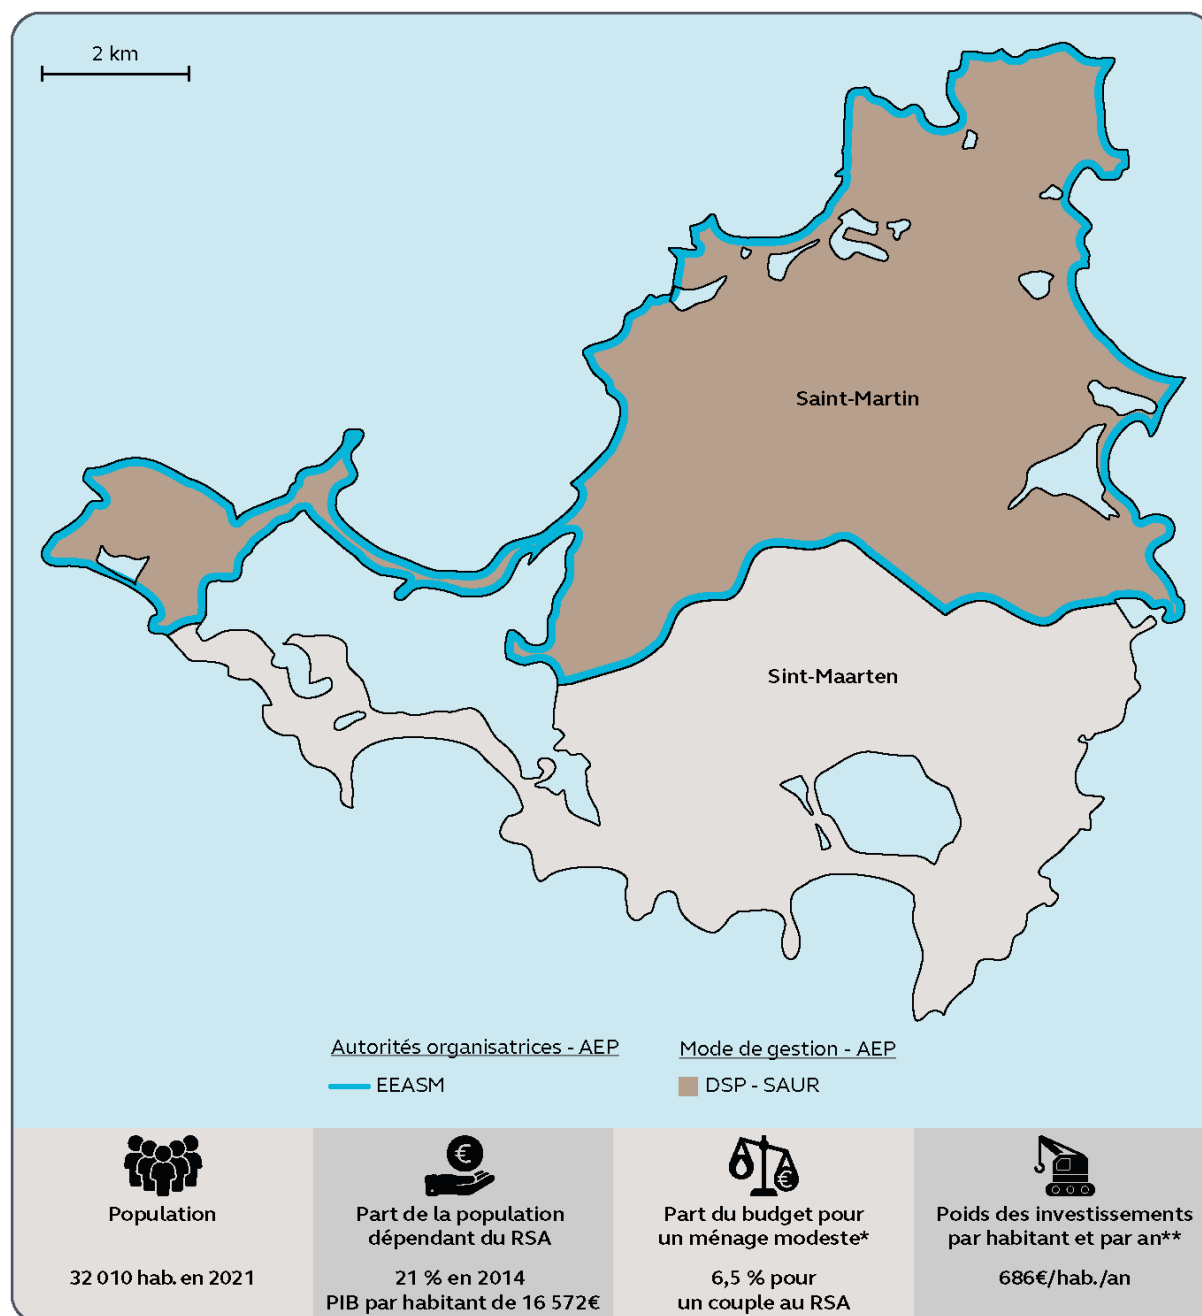 2 km
Saint-Martin
Sint-Maarten
Autorités organisatrices - AEP
EEASM
Mode de gestion - AEP
DSP - SAUR
Population
32 010 hab. en 2021
Part de la population
dépendant du RSA
21 % en 2014
PIB par habitant de 16 572€
Part du budget pour
un ménage modeste*
6,5 % pour
un couple au RSA
Poids des investissements
par habitant et par an**
686€/hab./an